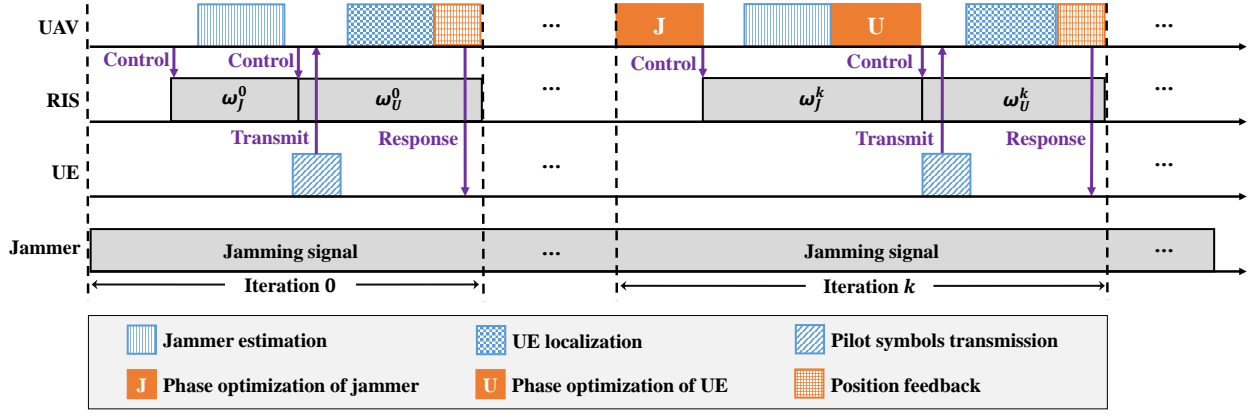 UAV
J
U
...
...
Control
Control
Control
Control
RIS
ω_J^0
ω_U^0
...
ω_J^k
ω_U^k
...
Transmit
Response
Transmit
Response
UE
...
...
Jammer
Jamming signal
...
Jamming signal
...
Iteration 0
Iteration k
Jammer estimation
UE localization
Pilot symbols transmission
J Phase optimization of jammer
U Phase optimization of UE
Position feedback